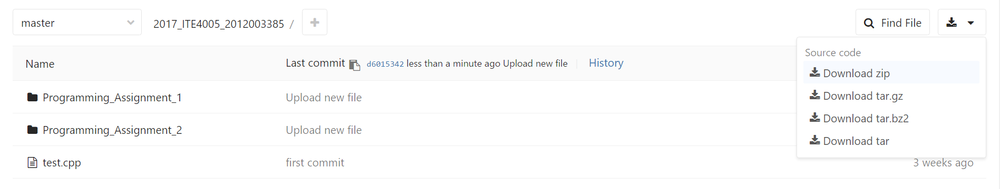 master 2017_ITE4005_2012003385 / Find File
Source code
Name Last commit d6015342 less than a minute ago Upload new file History
Download zip
Programming_Assignment_1 Upload new file
Download tar.gz
Download tar.bz2
Programming_Assignment_2 Upload new file
Download tar
test.cpp first commit 3 weeks ago